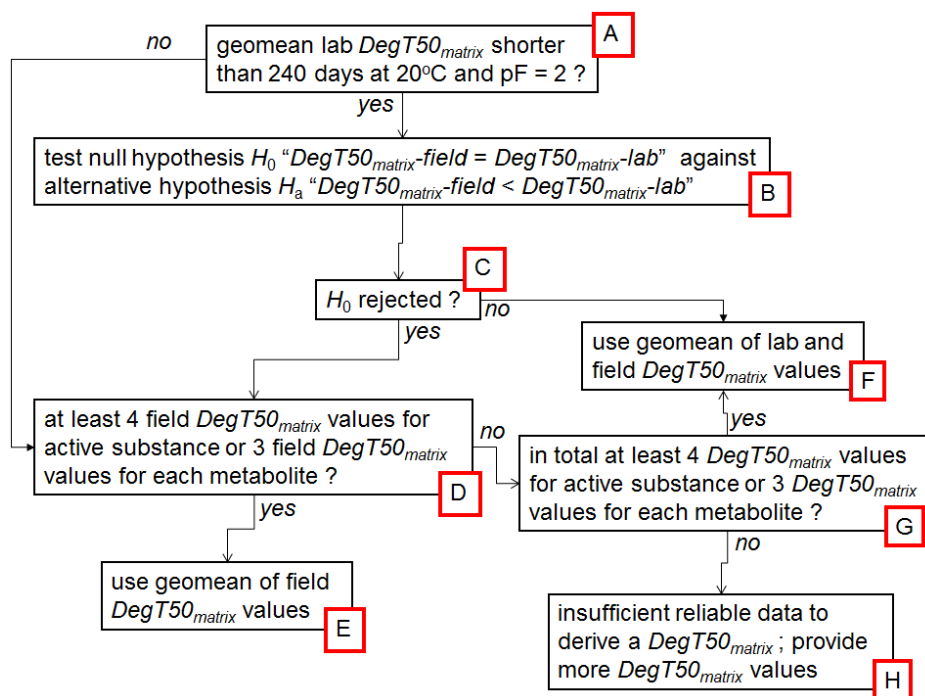 no
geomean lab DegT50matrix shorter
than 240 days at 20°C and pF = 2 ?
A
yes
test null hypothesis H0 “DegT50matrix-field = DegT50matrix-lab” against
alternative hypothesis Ha “DegT50matrix-field < DegT50matrix-lab”
B
C
H0 rejected ?
no
yes
use geomean of lab and
field DegT50matrix values
F
at least 4 field DegT50matrix values for
active substance or 3 field DegT50matrix
values for each metabolite ?
D
no
yes
in total at least 4 DegT50matrix values
for active substance or 3 DegT50matrix
values for each metabolite ?
G
yes
no
use geomean of field
DegT50matrix values
E
insufficient reliable data to
derive a DegT50matrix ; provide
more DegT50matrix values
H